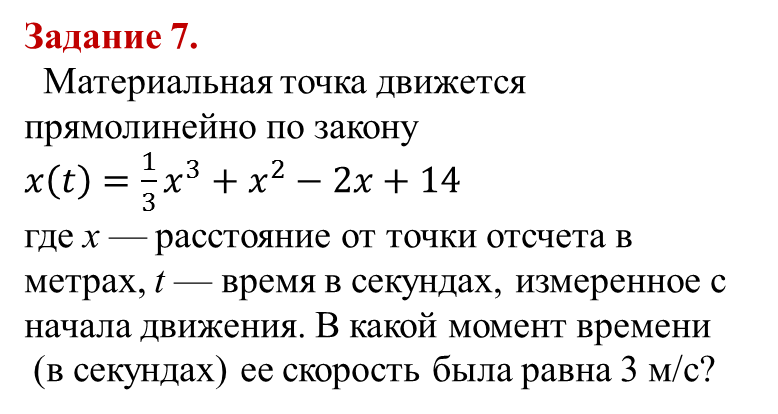 Задание 7.
Материальная точка движется
прямолинейно по закону
x(t) = \frac{1}{3}x^3 + x^2 − 2x + 14
где x — расстояние от точки отсчета в
метрах, t — время в секундах, измеренное с
начала движения. В какой момент времени
(в секундах) ее скорость была равна 3 м/с?